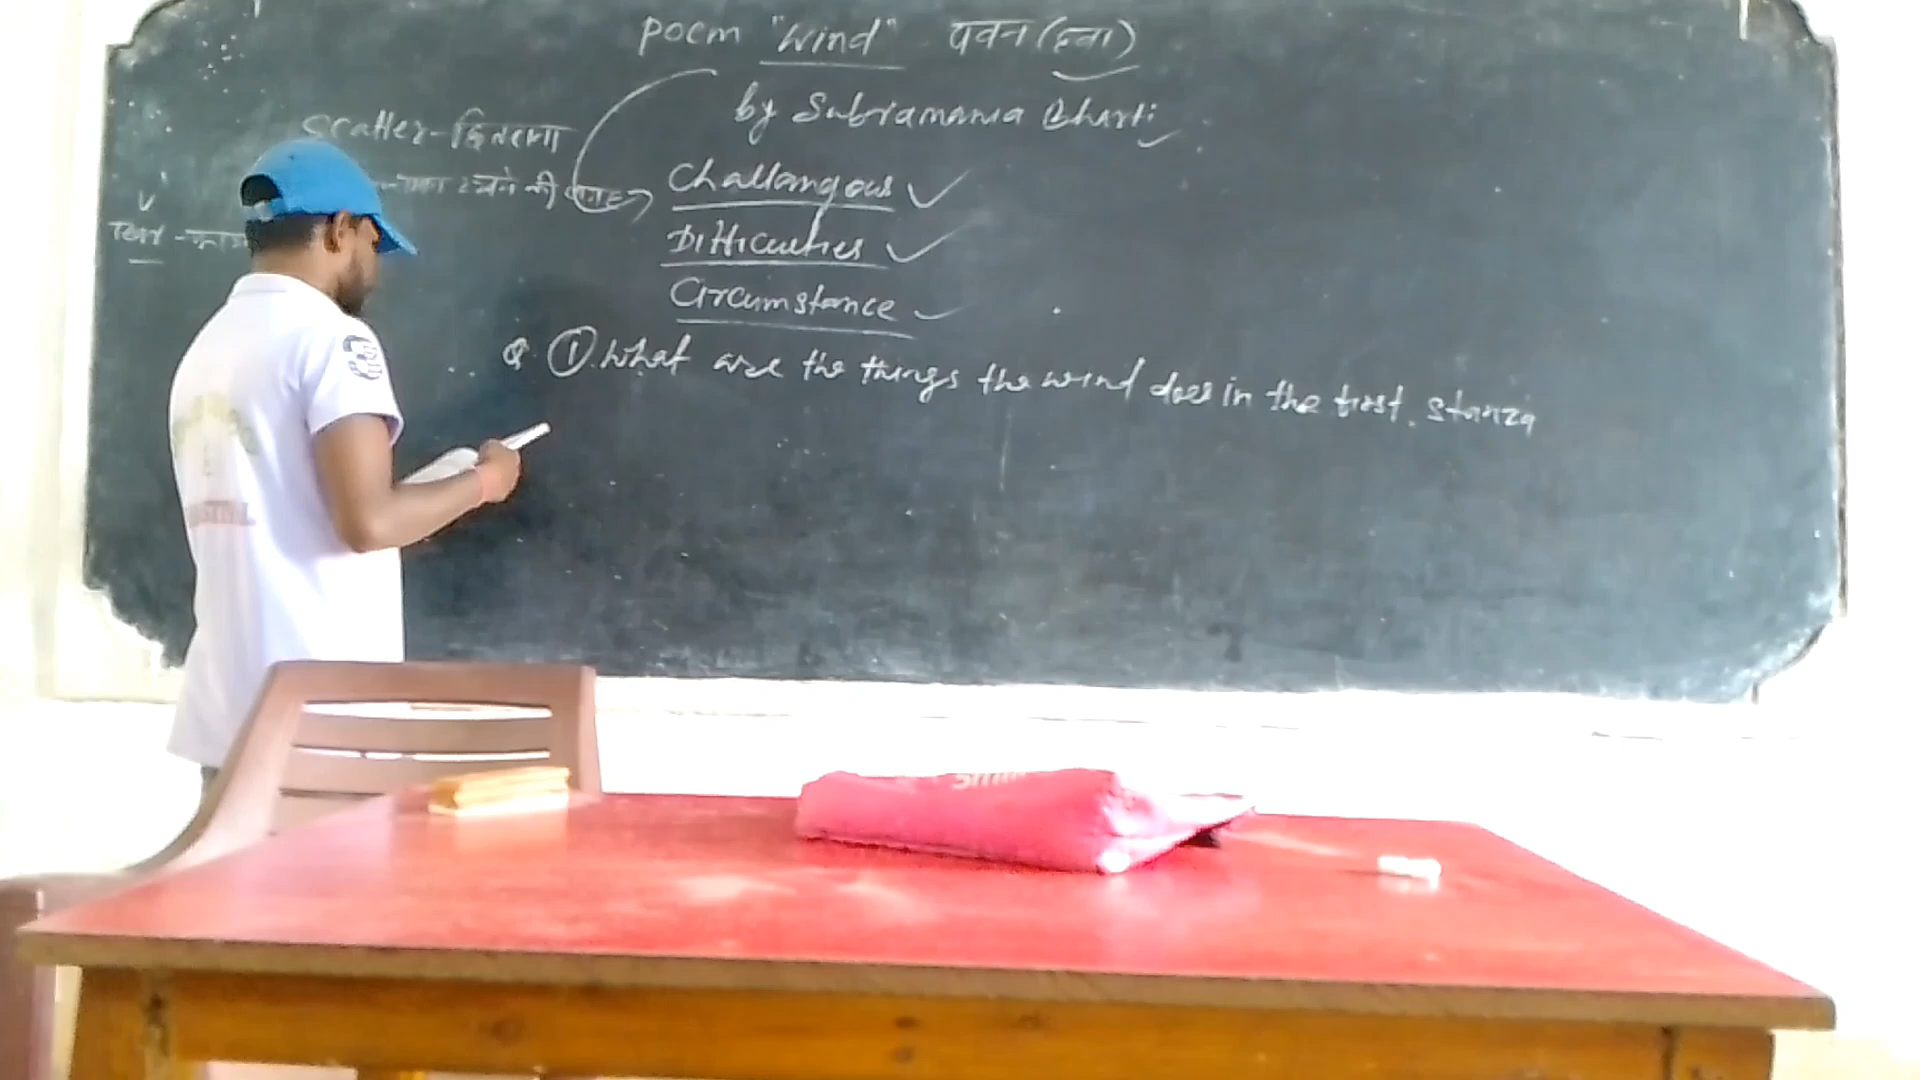 Poem "Wind" पवन (हवा)
by Subramania Bharti
Scatter-
Challangous
Difficulties
Circumstance
Q. ① What are the things the wind does in the first stanza